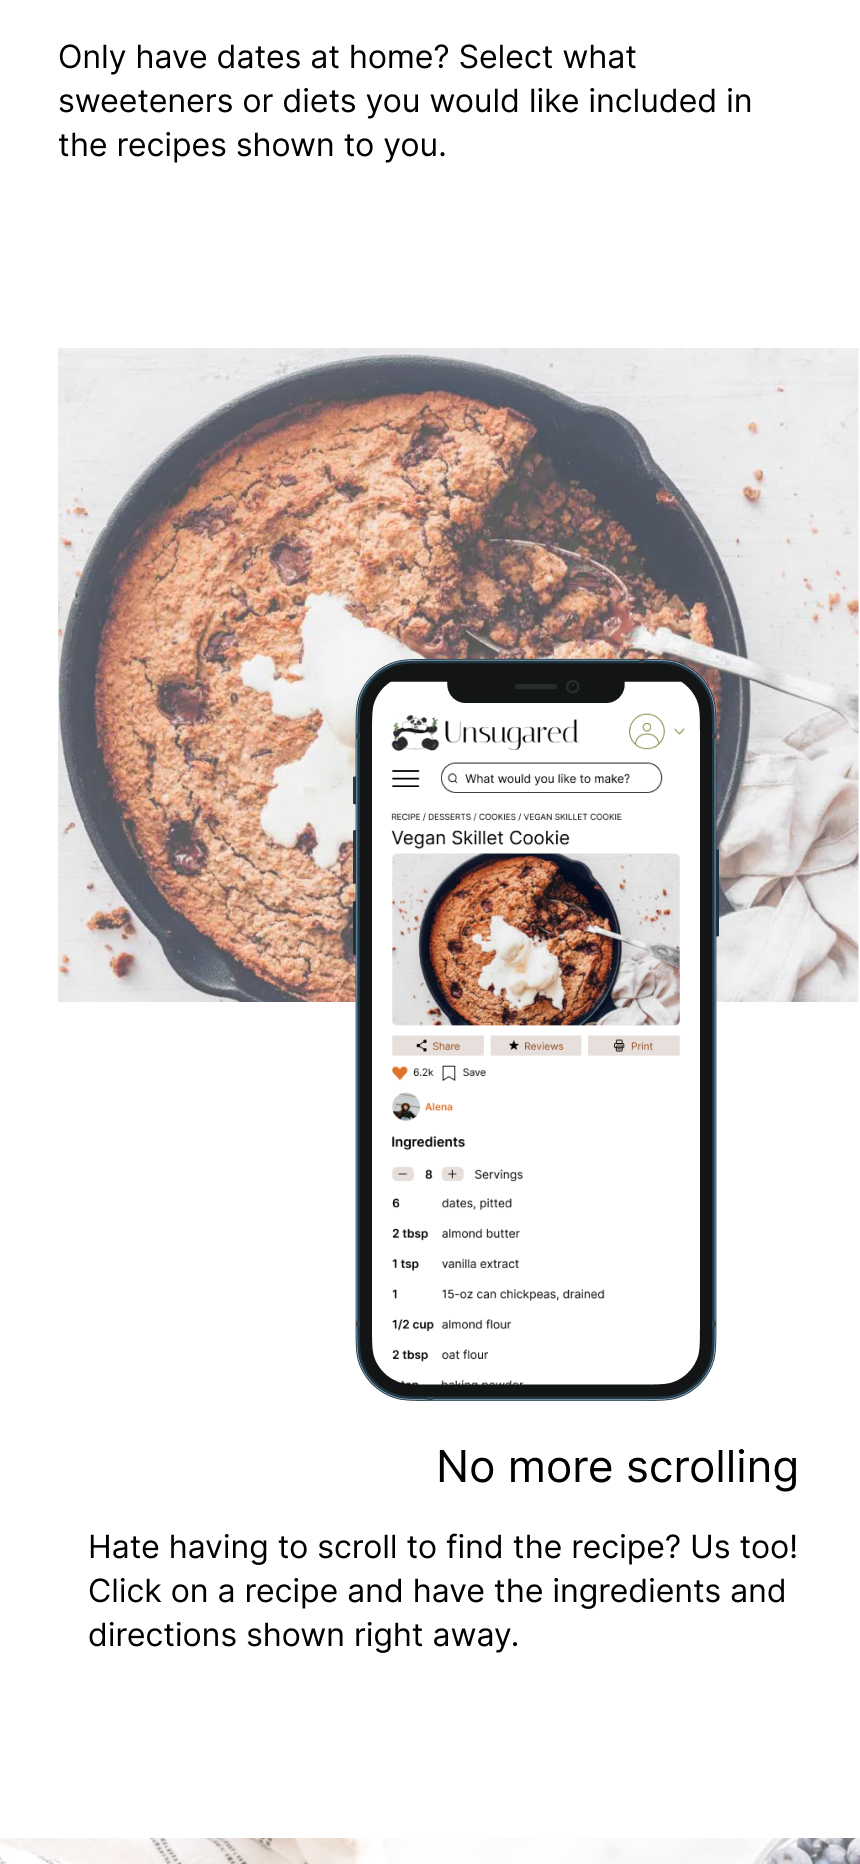 Only have dates at home? Select what
sweeteners or diets you would like included in
the recipes shown to you.
Unsugared
What would you like to make?
RECIPE / DESSERTS / COOKIES / VEGAN SKILLET COOKIE
Vegan Skillet Cookie
Share Reviews Print
6.2k Save
Alena
Ingredients
− 8 + Servings
6 dates, pitted
2 tbsp almond butter
1 tsp vanilla extract
1 15-oz can chickpeas, drained
1/2 cup almond flour
2 tbsp oat flour
tsp baking powder
No more scrolling
Hate having to scroll to find the recipe? Us too!
Click on a recipe and have the ingredients and
directions shown right away.